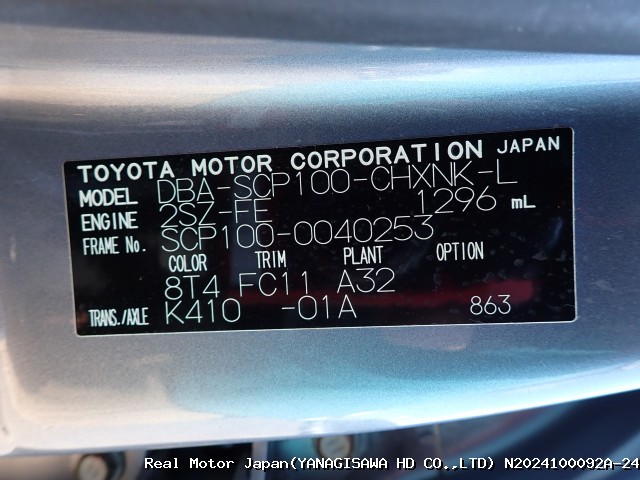 TOYOTA MOTOR CORPORATION JAPAN
MODEL DBA-SCP100-CHXNK-L
ENGINE 2SZ-FE 1296 mL
FRAME No. SCP100-0040253
COLOR TRIM PLANT OPTION
8T4 FC11 A32
TRANS./AXLE K410 -01A 863
Real Motor Japan(YANAGISAWA HD CO.,LTD) N2024100092A-24